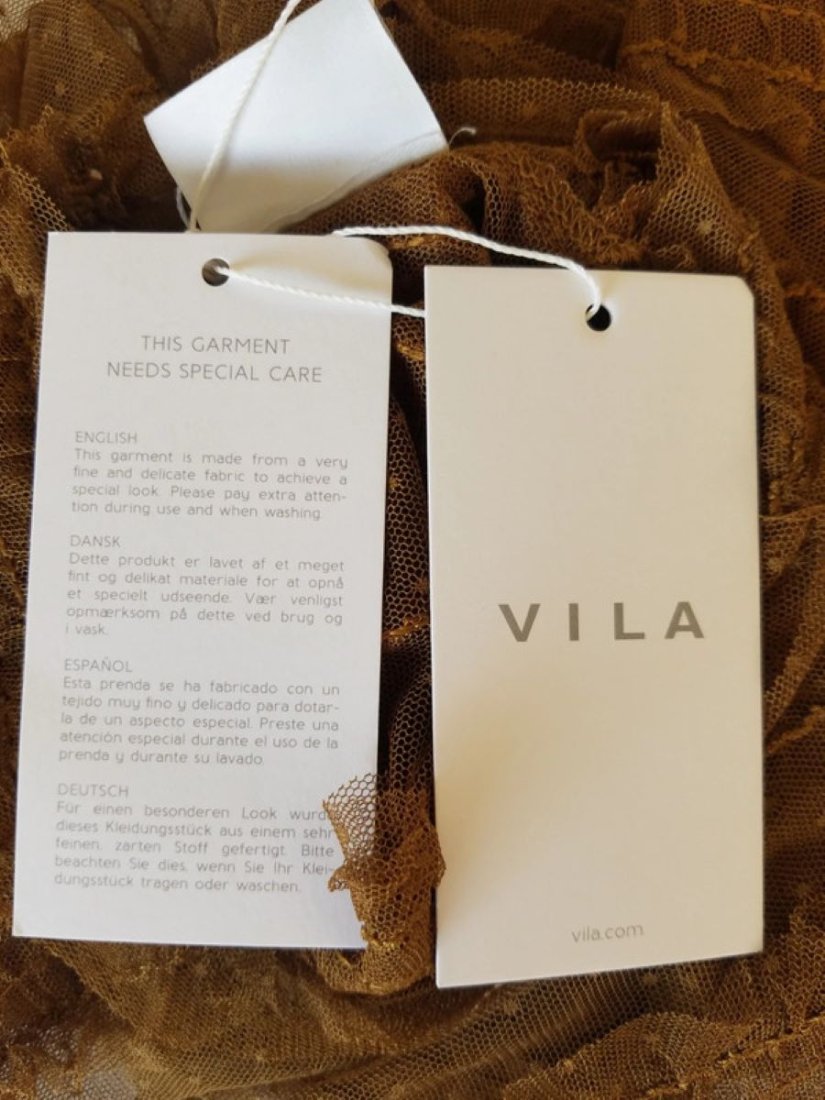 THIS GARMENT
NEEDS SPECIAL CARE
ENGLISH
This garment is made from a very
fine and delicate fabric to achieve a
special look. Please pay extra atten-
tion during use and when washing.
DANSK
Dette produkt er lavet af et meget
fint og delikat materiale for at opnå
et specielt udseende. Vær venligst
opmærksom på dette ved brug og
i vask.
ESPAÑOL
Esta prenda se ha fabricado con un
tejido muy fino y delicado para dotar-
la de un aspecto especial. Preste una
atención especial durante el uso de la
prenda y durante su lavado.
DEUTSCH
Für einen besonderen Look wurde
dieses Kleidungsstück aus einem sehr
feinen, zarten Stoff gefertigt. Bitte
beachten Sie dies, wenn Sie Ihr Klei-
dungsstück tragen oder waschen.
VILA
vila.com